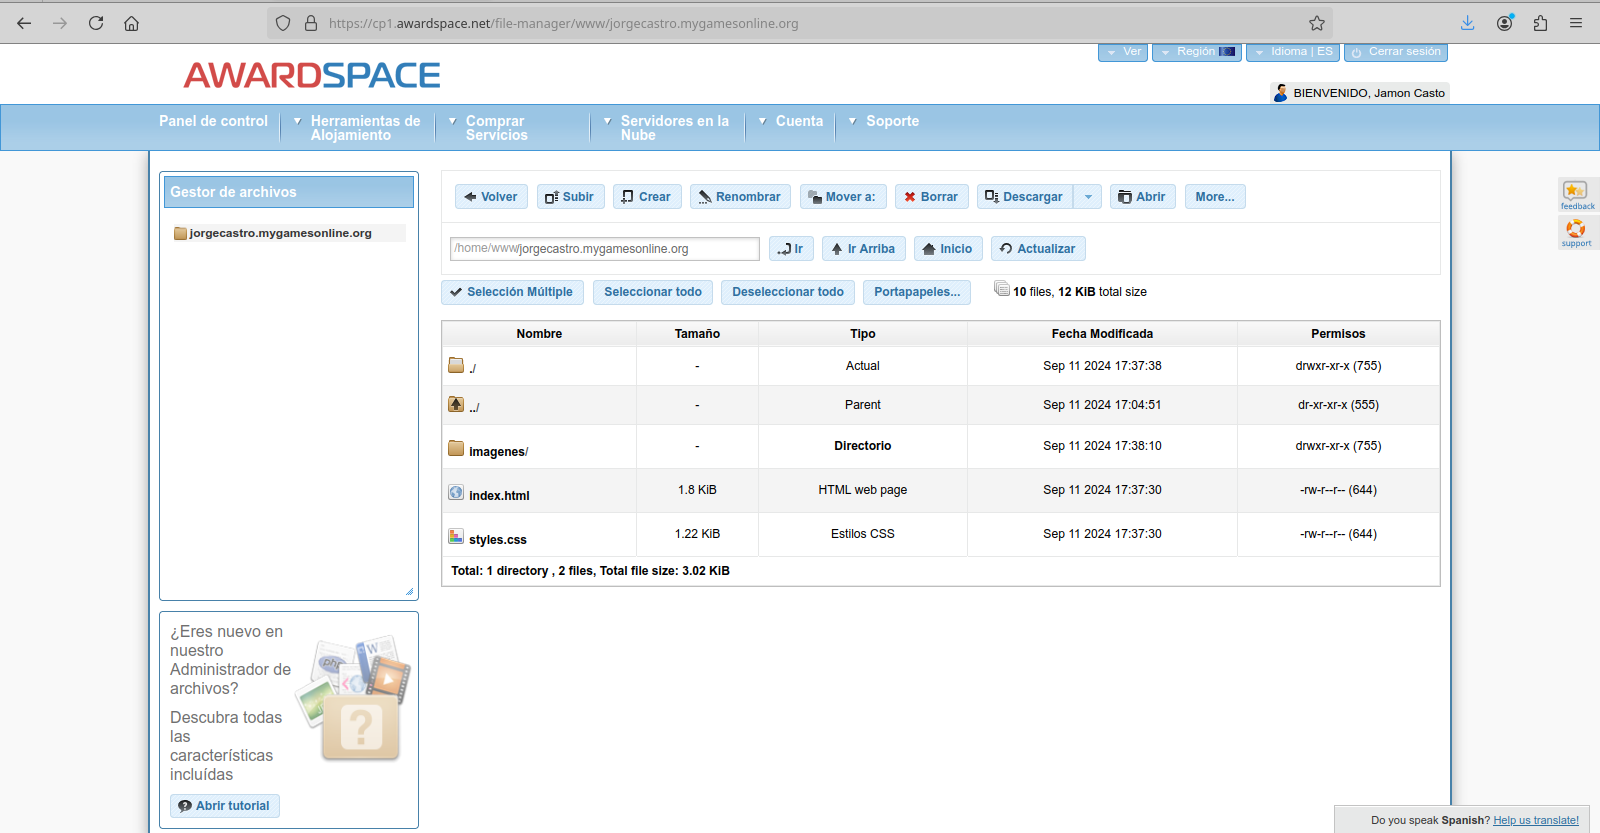 https://cp1.awardspace.net/file-manager/www/jorgecastro.mygamesonline.org
Ver
Región
Idioma | ES
Cerrar sesión
AWARDSPACE
BIENVENIDO, Jamon Casto
Panel de control
Herramientas de
Alojamiento
Comprar
Servicios
Servidores en la
Nube
Cuenta
Soporte
Gestor de archivos
jorgecastro.mygamesonline.org
Volver
Subir
Crear
Renombrar
Mover a:
Borrar
Descargar
Abrir
More...
/home/www/jorgecastro.mygamesonline.org
Ir
Ir Arriba
Inicio
Actualizar
Selección Múltiple
Seleccionar todo
Deseleccionar todo
Portapapeles...
10 files, 12 KiB total size
Nombre Tamaño Tipo Fecha Modificada Permisos
./ - Actual Sep 11 2024 17:37:38 drwxr-xr-x (755)
../ - Parent Sep 11 2024 17:04:51 dr-xr-xr-x (555)
imagenes/ - Directorio Sep 11 2024 17:38:10 drwxr-xr-x (755)
index.html 1.8 KiB HTML web page Sep 11 2024 17:37:30 -rw-r--r-- (644)
styles.css 1.22 KiB Estilos CSS Sep 11 2024 17:37:30 -rw-r--r-- (644)
Total: 1 directory , 2 files, Total file size: 3.02 KiB
¿Eres nuevo en
nuestro
Administrador de
archivos?
Descubra todas
las
características
incluídas
php
W
?
Abrir tutorial
feedback
support
Do you speak Spanish? Help us translate!